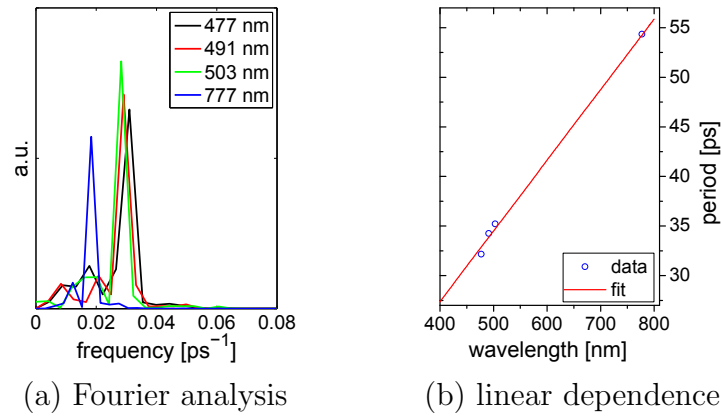 477 nm
491 nm
503 nm
777 nm
a.u.
0 0.02 0.04 0.06 0.08
frequency [ps⁻¹]
(a) Fourier analysis
55
50
45
40
35
30
period [ps]
data
fit
400 500 600 700 800
wavelength [nm]
(b) linear dependence